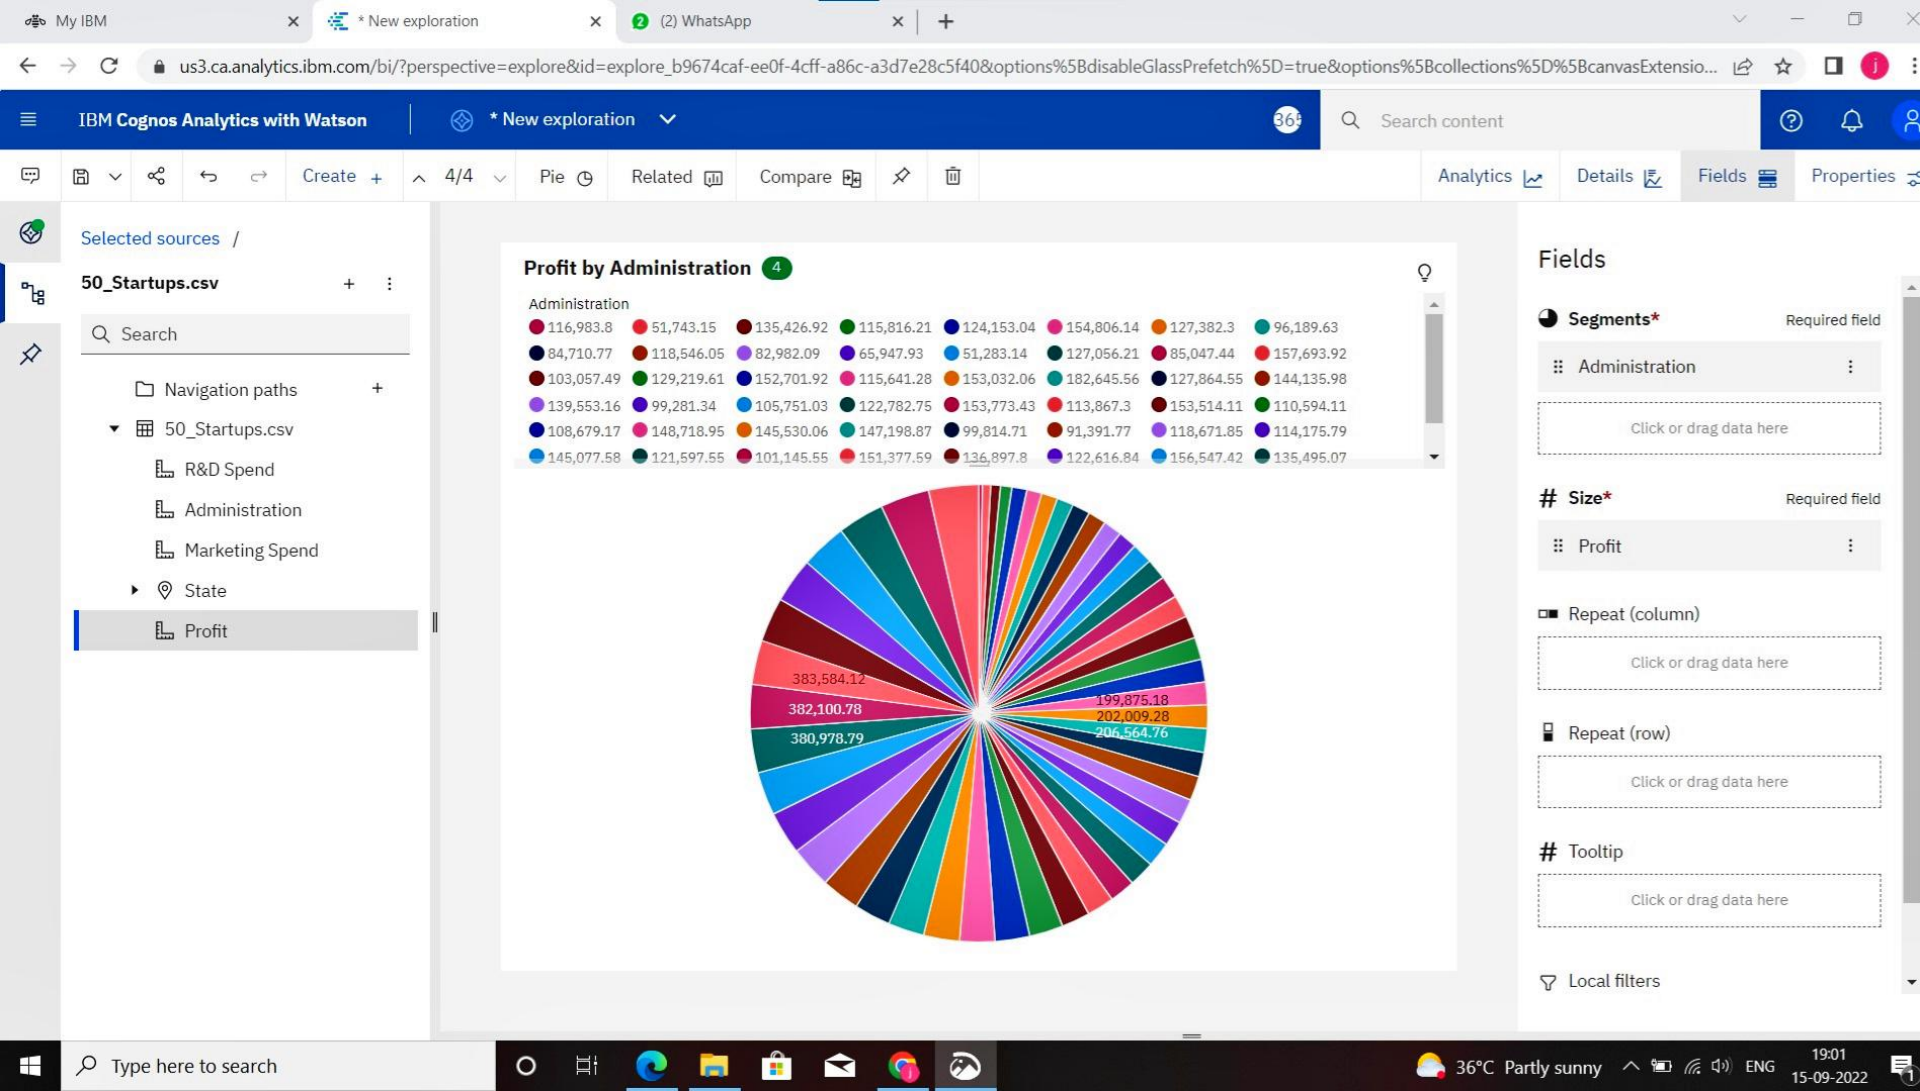 My IBM
* New exploration
2 (2) WhatsApp
us3.ca.analytics.ibm.com/bi/?perspective=explore&id=explore_b9674caf-ee0f-4cff-a86c-a3d7e28c5f40&options%5BdisableGlassPrefetch%5D=true&options%5Bcollections%5D%5BcanvasExtensio...
j
IBM Cognos Analytics with Watson
* New exploration
365
Search content
Create
4/4
Pie
Related
Compare
Analytics
Details
Fields
Properties
Selected sources /
50_Startups.csv
Search
Navigation paths
50_Startups.csv
R&D Spend
Administration
Marketing Spend
State
Profit
Profit by Administration 4
Administration
116,983.8 51,743.15 135,426.92 115,816.21 124,153.04 154,806.14 127,382.3 96,189.63
84,710.77 118,546.05 82,982.09 65,947.93 51,283.14 127,056.21 85,047.44 157,693.92
103,057.49 129,219.61 152,701.92 115,641.28 153,032.06 182,645.56 127,864.55 144,135.98
139,553.16 99,281.34 105,751.03 122,782.75 153,773.43 113,867.3 153,514.11 110,594.11
108,679.17 148,718.95 145,530.06 147,198.87 99,814.71 91,391.77 118,671.85 114,175.79
145,077.58 121,597.55 101,145.55 151,377.59 136,897.8 122,616.84 156,547.42 135,495.07
383,584.12
382,100.78
380,978.79
199,875.18
202,009.28
206,564.76
Fields
Segments* Required field
Administration
Click or drag data here
# Size* Required field
Profit
Repeat (column)
Click or drag data here
Repeat (row)
Click or drag data here
# Tooltip
Click or drag data here
Local filters
Type here to search
36°C Partly sunny
ENG
19:01
15-09-2022
1